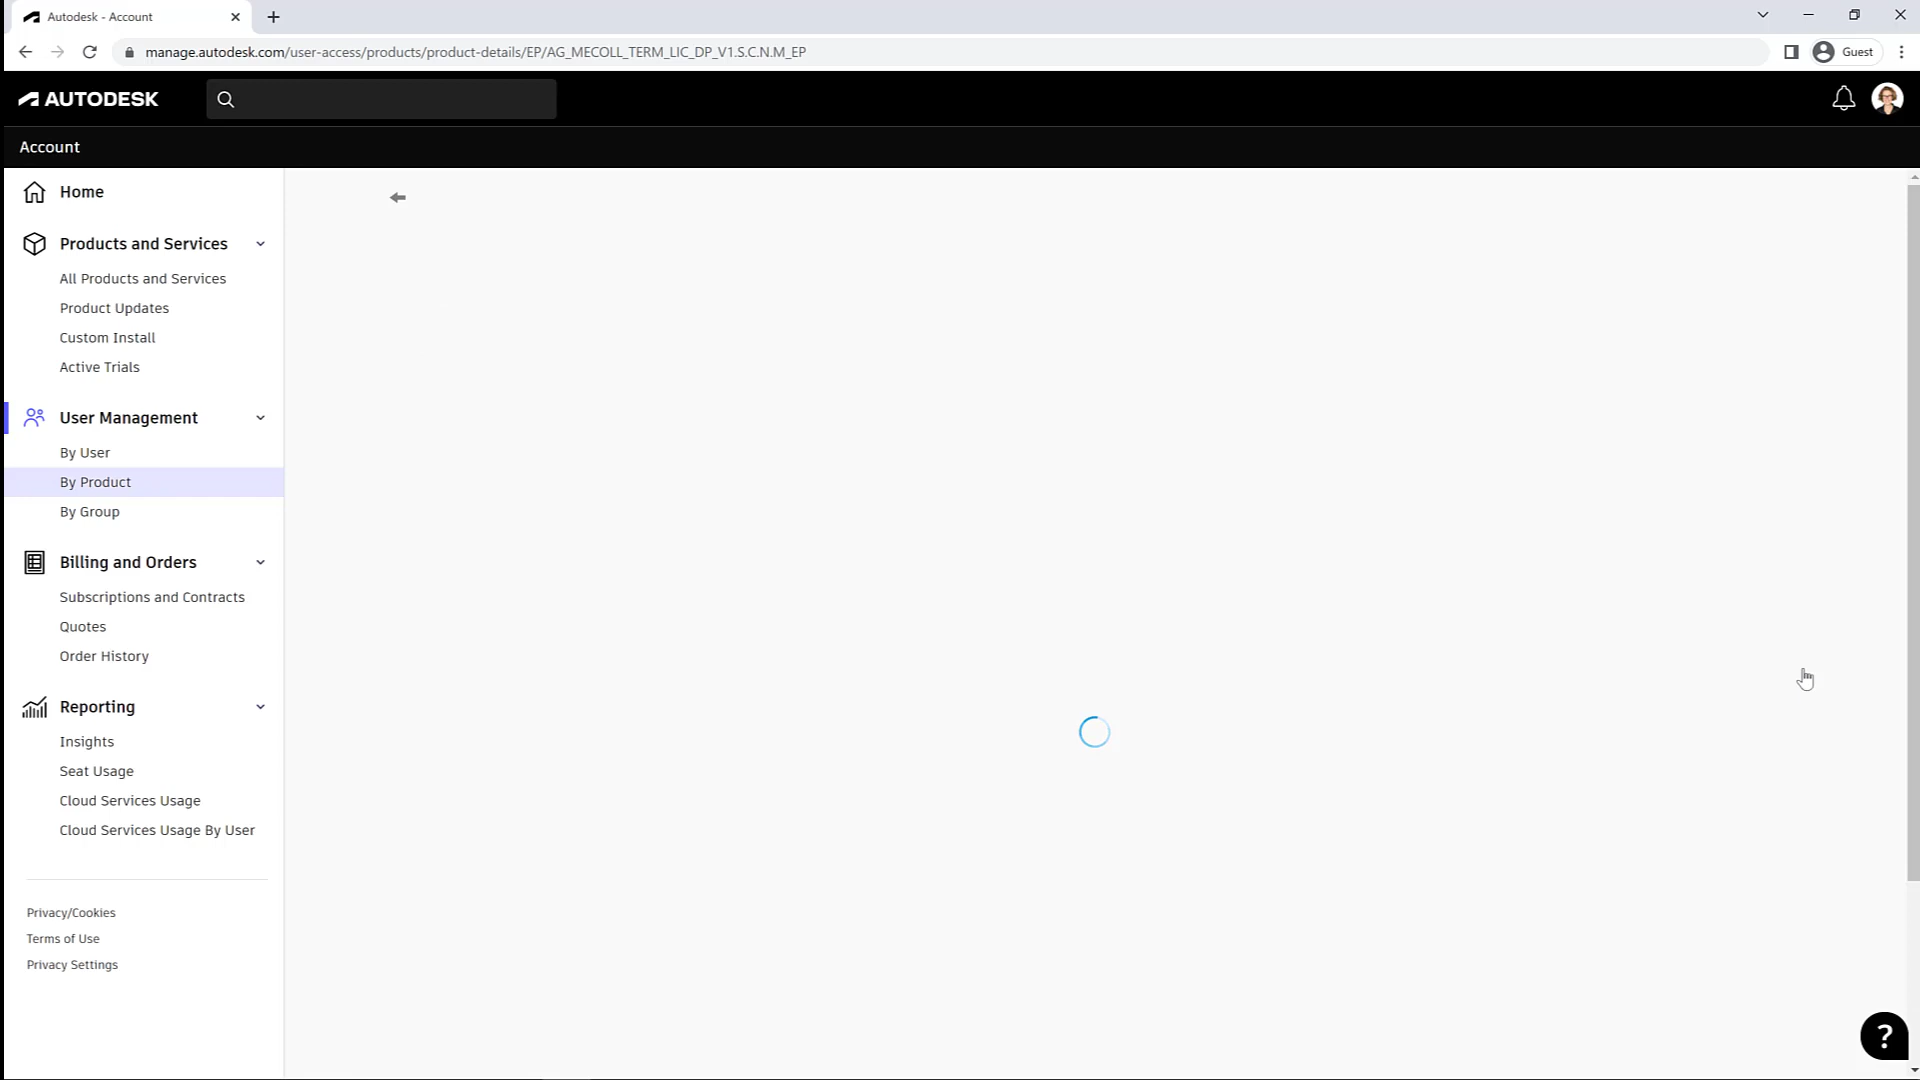 Autodesk - Account
manage.autodesk.com/user-access/products/product-details/EP/AG_MECOLL_TERM_LIC_DP_V1.S.C.N.M_EP
Guest
AUTODESK
Account
Home
Products and Services
All Products and Services
Product Updates
Custom Install
Active Trials
User Management
By User
By Product
By Group
Billing and Orders
Subscriptions and Contracts
Quotes
Order History
Reporting
Insights
Seat Usage
Cloud Services Usage
Cloud Services Usage By User
Privacy/Cookies
Terms of Use
Privacy Settings
?